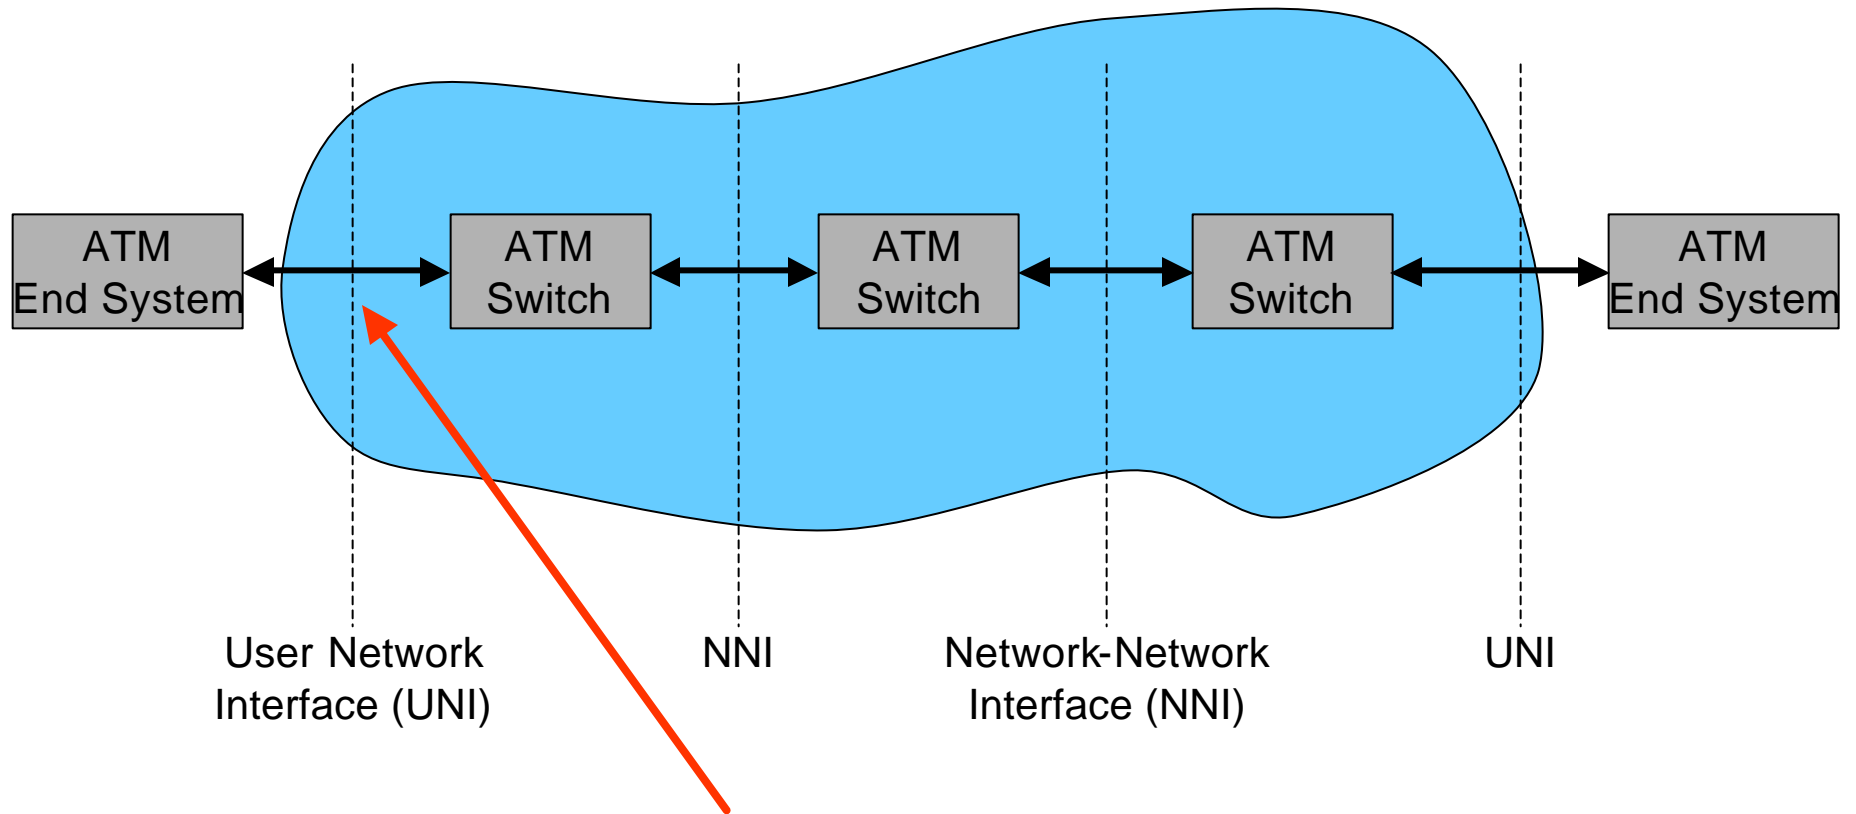 ATM
End System
ATM
Switch
ATM
Switch
ATM
Switch
ATM
End System
User Network
Interface (UNI)
NNI
Network-Network
Interface (NNI)
UNI